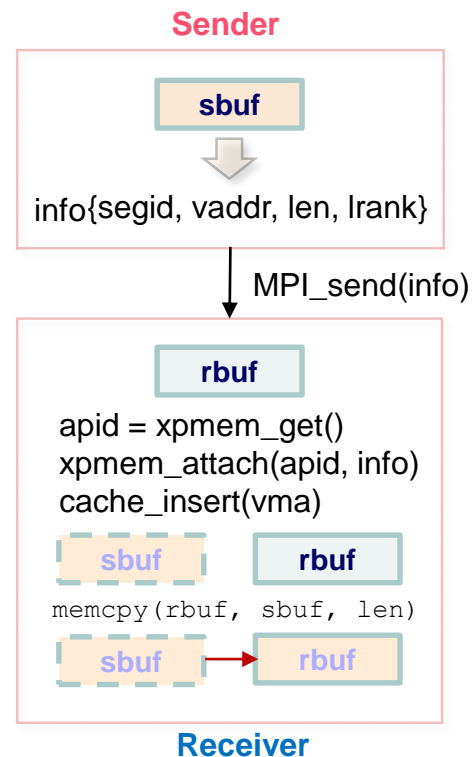 Sender
sbuf
info{segid, vaddr, len, lrank}
MPI_send(info)
rbuf
apid = xpmem_get()
xpmem_attach(apid, info)
cache_insert(vma)
sbuf rbuf
memcpy(rbuf, sbuf, len)
sbuf rbuf
Receiver